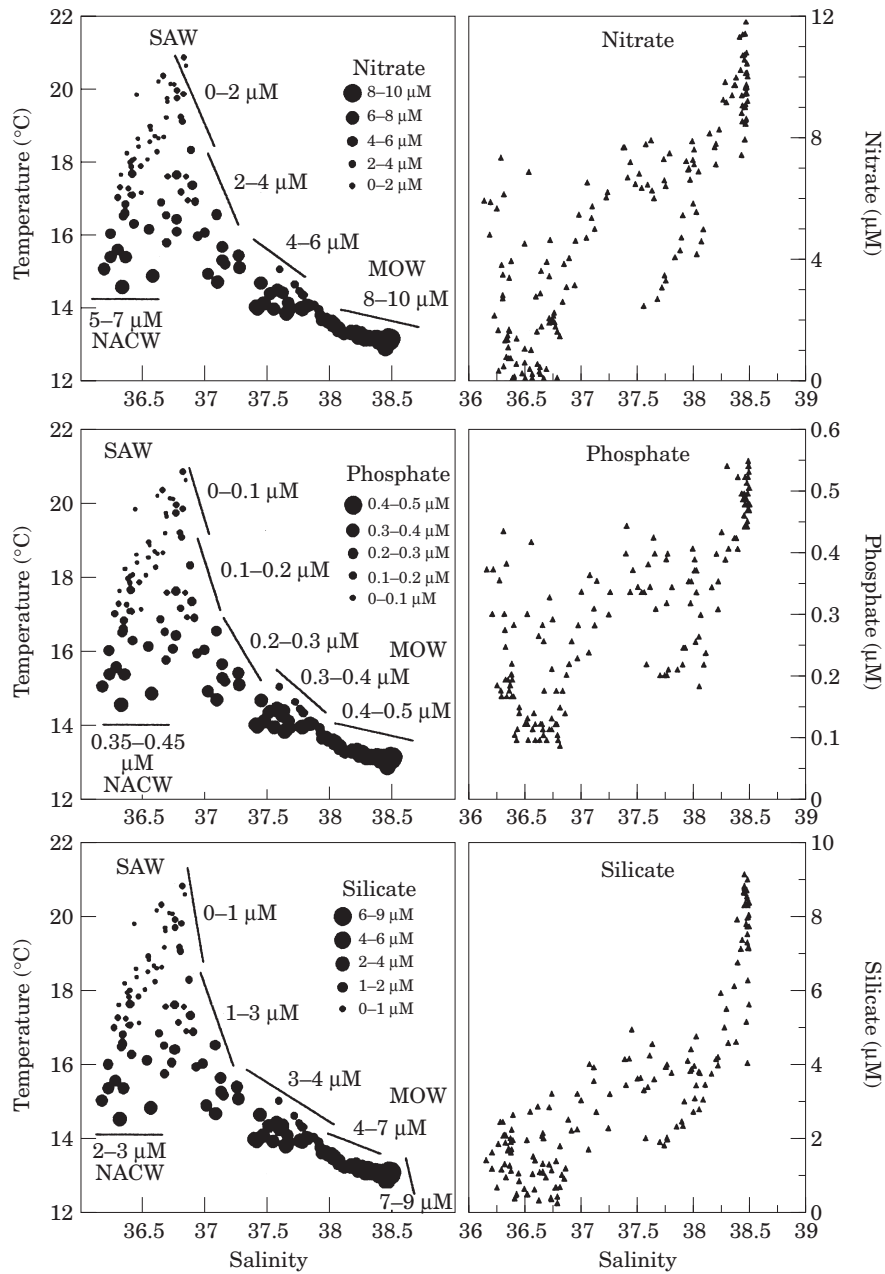 22
20
18
16
14
12
Temperature (°C)
SAW
Nitrate
8–10 µM
6–8 µM
4–6 µM
2–4 µM
0–2 µM
0–2 µM
2–4 µM
4–6 µM
MOW
8–10 µM
5–7 µM
NACW
36.5 37 37.5 38 38.5
Nitrate
12
8
4
0
Nitrate
(µM)
36 36.5 37 37.5 38 38.5 39
22
20
18
16
14
12
Temperature (°C)
SAW
Phosphate
0.4–0.5 µM
0.3–0.4 µM
0.2–0.3 µM
0.1–0.2 µM
0–0.1 µM
0–0.1 µM
0.1–0.2 µM
0.2–0.3 µM
MOW
0.3–0.4 µM
0.4–0.5 µM
0.35–0.45
µM
NACW
36.5 37 37.5 38 38.5
Phosphate
0.6
0.5
0.4
0.3
0.2
0.1
0
Phosphate
(µM)
36 36.5 37 37.5 38 38.5 39
22
20
18
16
14
12
Temperature (°C)
SAW
Silicate
6–9 µM
4–6 µM
2–4 µM
1–2 µM
0–1 µM
0–1 µM
1–3 µM
3–4 µM
MOW
4–7 µM
7–9 µM
2–3 µM
NACW
36.5 37 37.5 38 38.5
Salinity
Silicate
10
8
6
4
2
0
Silicate
(µM)
36 36.5 37 37.5 38 38.5 39
Salinity